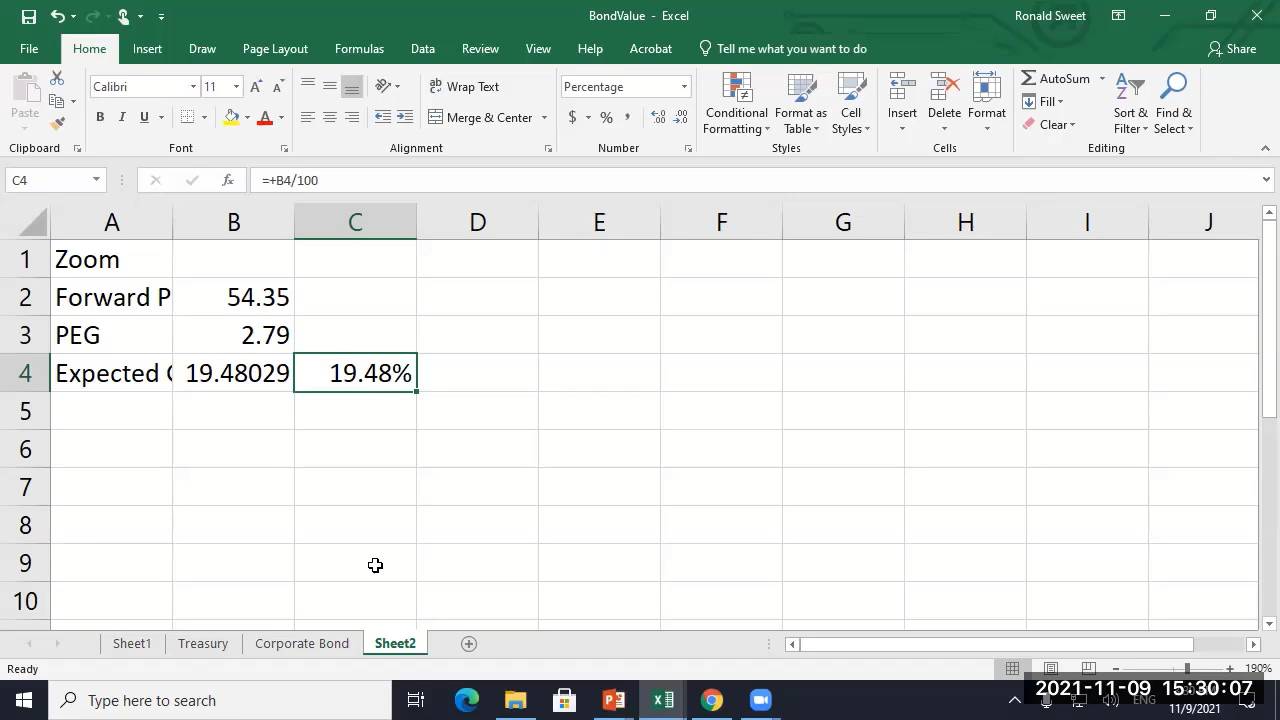 BondValue - Excel
Ronald Sweet
File Home Insert Draw Page Layout Formulas Data Review View Help Acrobat Tell me what you want to do Share
Paste
Calibri 11
B I U A
Wrap Text
Merge & Center
Percentage
$ % ,
Conditional Formatting
Format as Table
Cell Styles
Insert
Delete
Format
AutoSum
Fill
Clear
Sort & Filter
Find & Select
Clipboard Font Alignment Number Styles Cells Editing
C4 fx =+B4/100
A B C D E F G H I J
1 Zoom
2 Forward P 54.35
3 PEG 2.79
4 Expected 19.48029 19.48%
5
6
7
8
9
10
Sheet1 Treasury Corporate Bond Sheet2
Ready 190%
Type here to search
ENG
2021-11-09 15:30:07
11/9/2021